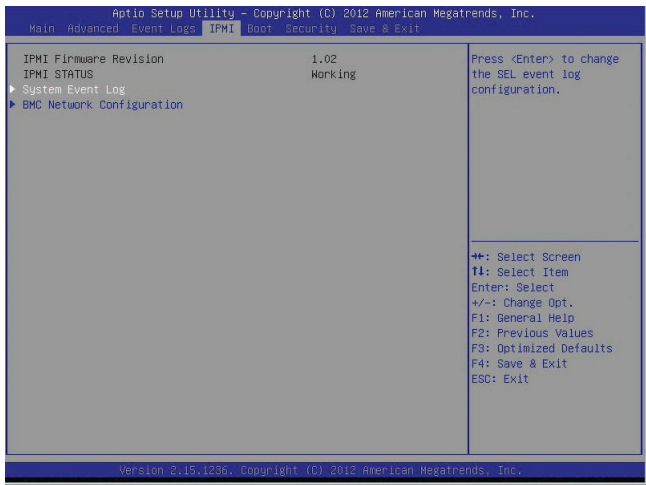 Aptio Setup Utility - Copyright (C) 2012 American Megatrends, Inc.
Main Advanced Event Logs IPMI Boot Security Save & Exit
IPMI Firmware Revision 1.02
IPMI STATUS Working
System Event Log
BMC Network Configuration
Press <Enter> to change
the SEL event log
configuration.
→←: Select Screen
↑↓: Select Item
Enter: Select
+/-: Change Opt.
F1: General Help
F2: Previous Values
F3: Optimized Defaults
F4: Save & Exit
ESC: Exit
Version 2.15.1236. Copyright (C) 2012 American Megatrends, Inc.